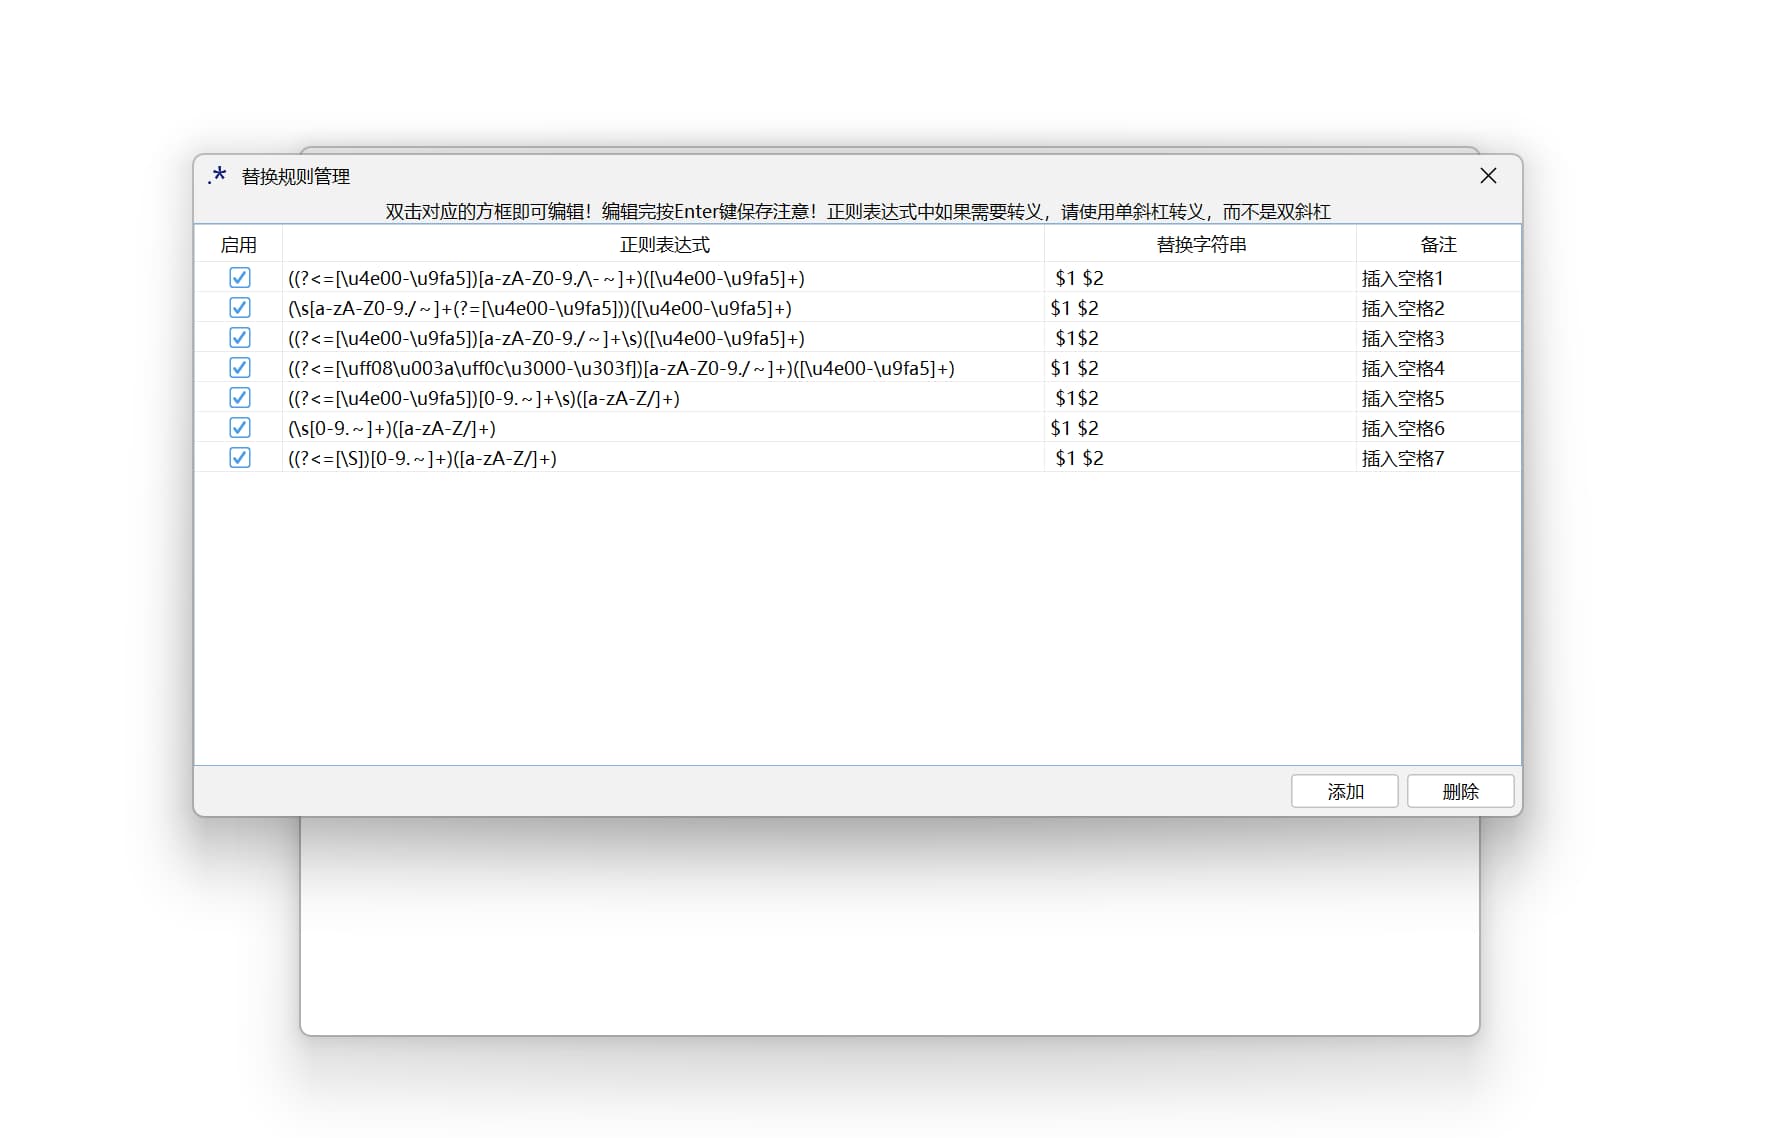 .* 替换规则管理
双击对应的方框即可编辑！编辑完按Enter键保存注意！正则表达式中如果需要转义，请使用单斜杠转义，而不是双斜杠
启用 正则表达式 替换字符串 备注
((?<=[\u4e00-\u9fa5])[a-zA-Z0-9./\-~]+)([\u4e00-\u9fa5]+) $1 $2 插入空格1
(\s[a-zA-Z0-9./~]+(?=[\u4e00-\u9fa5]))([\u4e00-\u9fa5]+) $1 $2 插入空格2
((?<=[\u4e00-\u9fa5])[a-zA-Z0-9./~]+\s)([\u4e00-\u9fa5]+) $1$2 插入空格3
((?<=[\uff08\u003a\uff0c\u3000-\u303f])[a-zA-Z0-9./~]+)([\u4e00-\u9fa5]+) $1 $2 插入空格4
((?<=[\u4e00-\u9fa5])[0-9.~]+\s)([a-zA-Z/]+) $1$2 插入空格5
(\s[0-9.~]+)([a-zA-Z/]+) $1 $2 插入空格6
((?<=[\S])[0-9.~]+)([a-zA-Z/]+) $1 $2 插入空格7
添加 删除